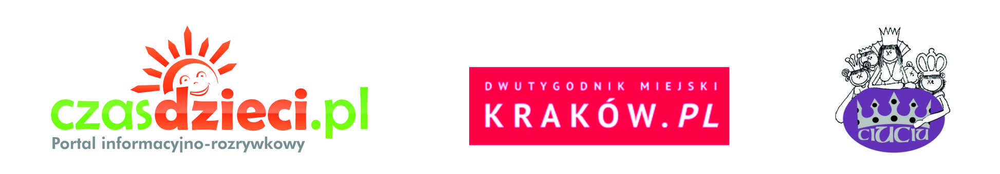 czasdzieci.pl
Portal informacyjno-rozrywkowy
DWUTYGODNIK MIEJSKI
KRAKÓW.PL
CIUCIU